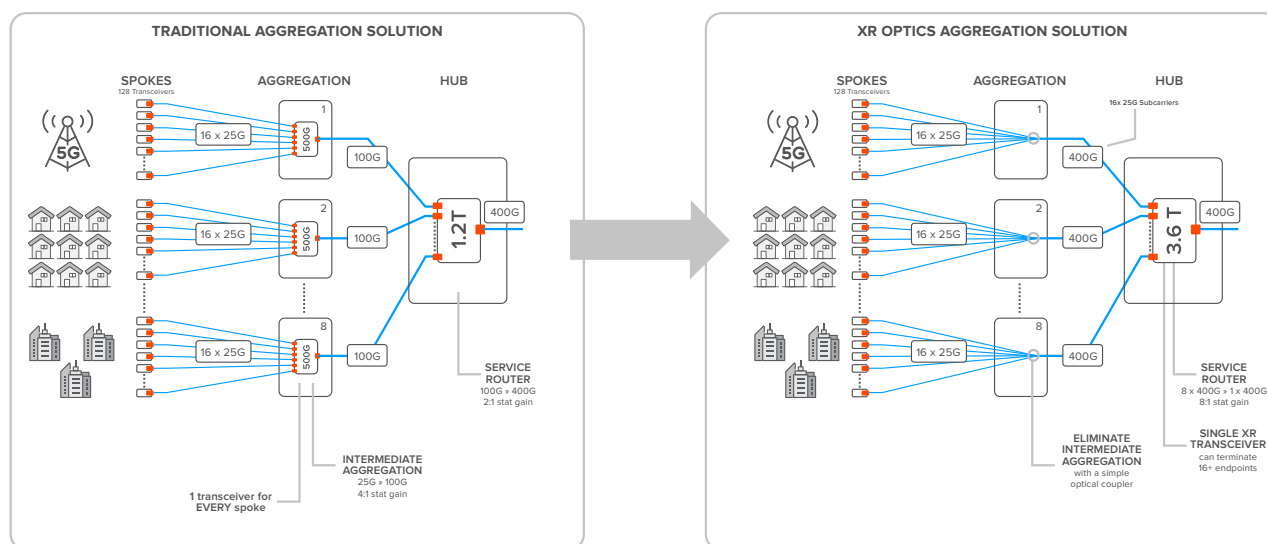 TRADITIONAL AGGREGATION SOLUTION
SPOKES
128 Transceivers
AGGREGATION
HUB
5G
16 x 25G
1
500G
100G
16 x 25G
2
500G
100G
1.2T
400G
16 x 25G
8
500G
100G
SERVICE
ROUTER
100G » 400G
2:1 stat gain
INTERMEDIATE
AGGREGATION
25G » 100G
4:1 stat gain
1 transceiver for
EVERY spoke
XR OPTICS AGGREGATION SOLUTION
SPOKES
128 Transceivers
AGGREGATION
HUB
16x 25G Subcarriers
5G
16 x 25G
1
400G
16 x 25G
2
400G
3.6 T
400G
16 x 25G
8
400G
SERVICE
ROUTER
8 x 400G » 1 x 400G
8:1 stat gain
SINGLE XR
TRANSCEIVER
can terminate
16+ endpoints
ELIMINATE
INTERMEDIATE
AGGREGATION
with a simple
optical coupler